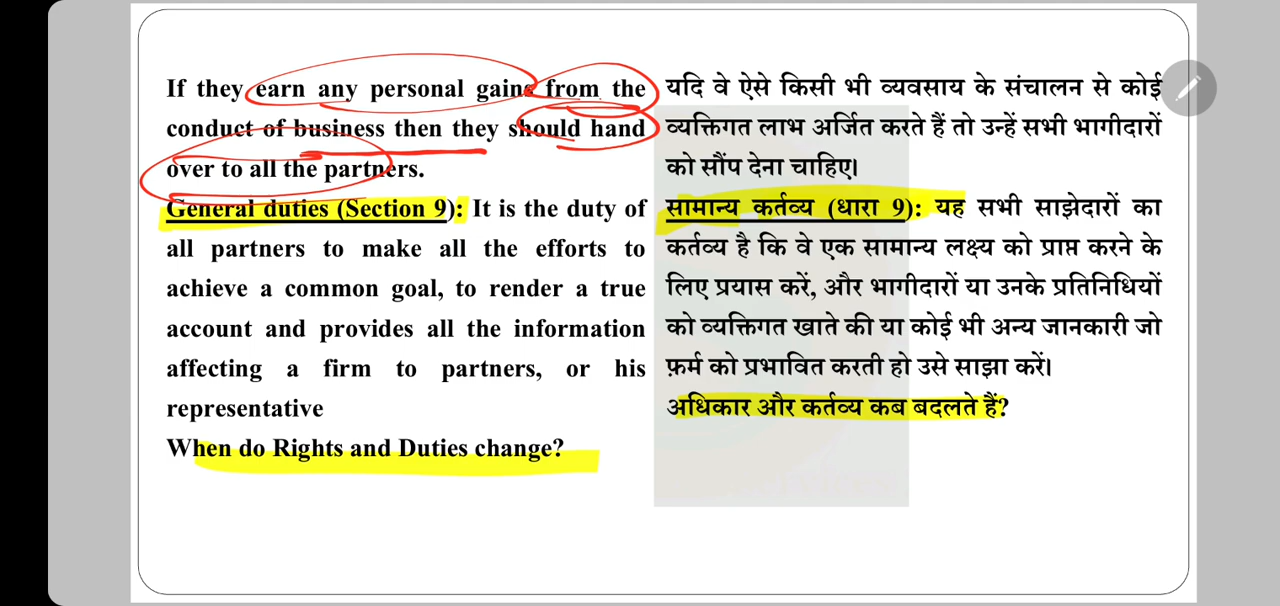 If they earn any personal gains from the
conduct of business then they should hand
over to all the partners.
General duties (Section 9): It is the duty of
all partners to make all the efforts to
achieve a common goal, to render a true
account and provides all the information
affecting a firm to partners, or his
representative
When do Rights and Duties change?
यदि वे ऐसे किसी भी व्यवसाय के संचालन से कोई
व्यक्तिगत लाभ अर्जित करते हैं तो उन्हें सभी भागीदारों
को सौंप देना चाहिए।
सामान्य कर्तव्य (धारा 9): यह सभी साझेदारों का
कर्तव्य है कि वे एक सामान्य लक्ष्य को प्राप्त करने के
लिए प्रयास करें, और भागीदारों या उनके प्रतिनिधियों
को व्यक्तिगत खाते की या कोई भी अन्य जानकारी जो
फ़र्म को प्रभावित करती हो उसे साझा करें।
अधिकार और कर्तव्य कब बदलते हैं?